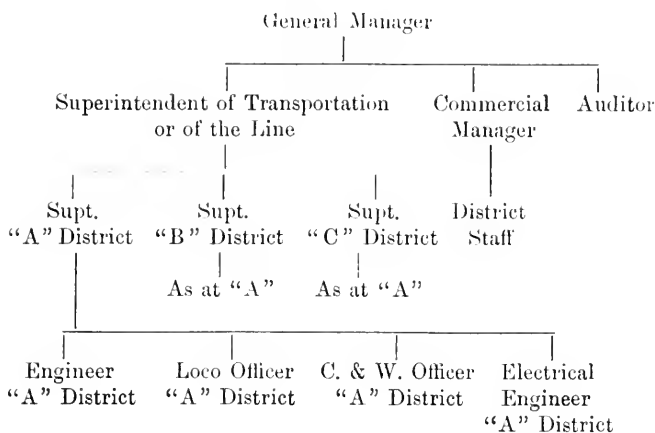 General Manager
Superintendent of Transportation
or of the Line
Commercial
Manager
Auditor
Supt.
“A” District
Supt.
“B” District
Supt.
“C” District
District
Staff
As at “A”
As at “A”
Engineer
“A” District
Loco Officer
“A” District
C. & W. Officer
“A” District
Electrical
Engineer
“A” District